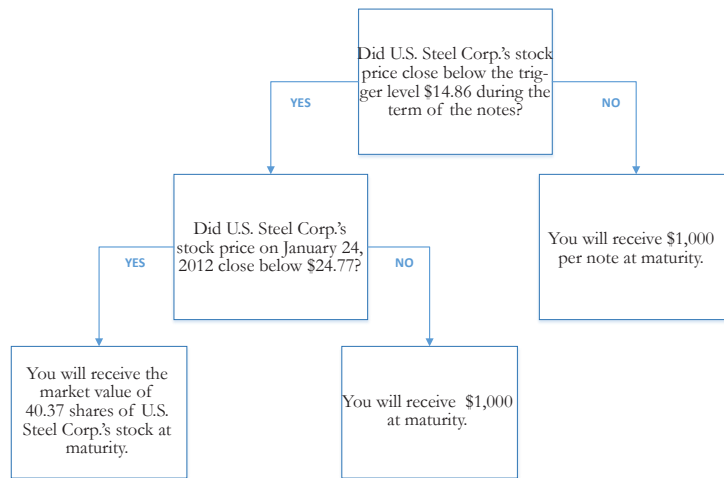 Did U.S. Steel Corp.'s stock
price close below the trig-
ger level $14.86 during the
term of the notes?
YES
NO
Did U.S. Steel Corp.'s
stock price on January 24,
2012 close below $24.77?
You will receive $1,000
per note at maturity.
YES
NO
You will receive the
market value of
40.37 shares of U.S.
Steel Corp.'s stock at
maturity.
You will receive $1,000
at maturity.